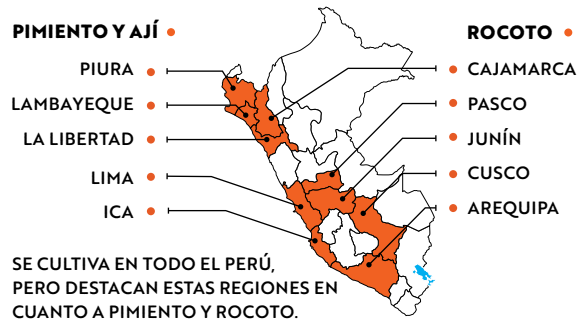 PIMIENTO Y AJÍ
PIURA
LAMBAYEQUE
LA LIBERTAD
LIMA
ICA
ROCOTO
CAJAMARCA
PASCO
JUNÍN
CUSCO
AREQUIPA
SE CULTIVA EN TODO EL PERÚ,
PERO DESTACAN ESTAS REGIONES EN
CUANTO A PIMIENTO Y ROCOTO.